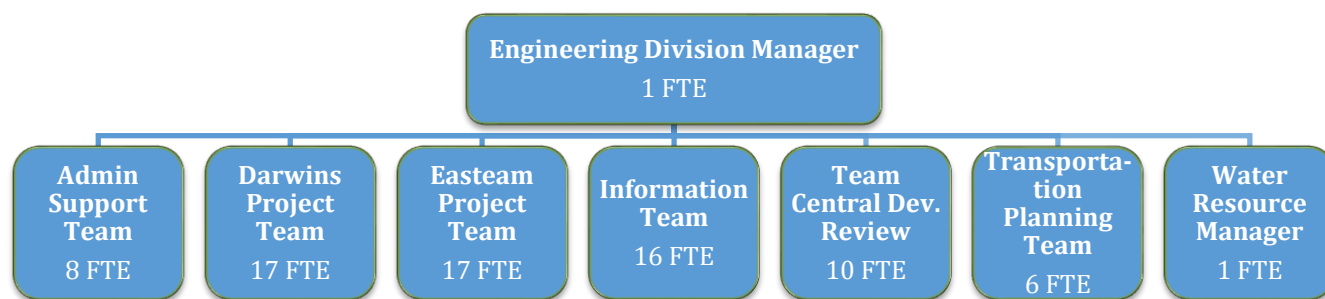 Engineering Division Manager
1 FTE
Admin
Support
Team
8 FTE
Darwins
Project
Team
17 FTE
Easteam
Project
Team
17 FTE
Information
Team
16 FTE
Team
Central Dev.
Review
10 FTE
Transporta-
tion
Planning
Team
6 FTE
Water
Resource
Manager
1 FTE